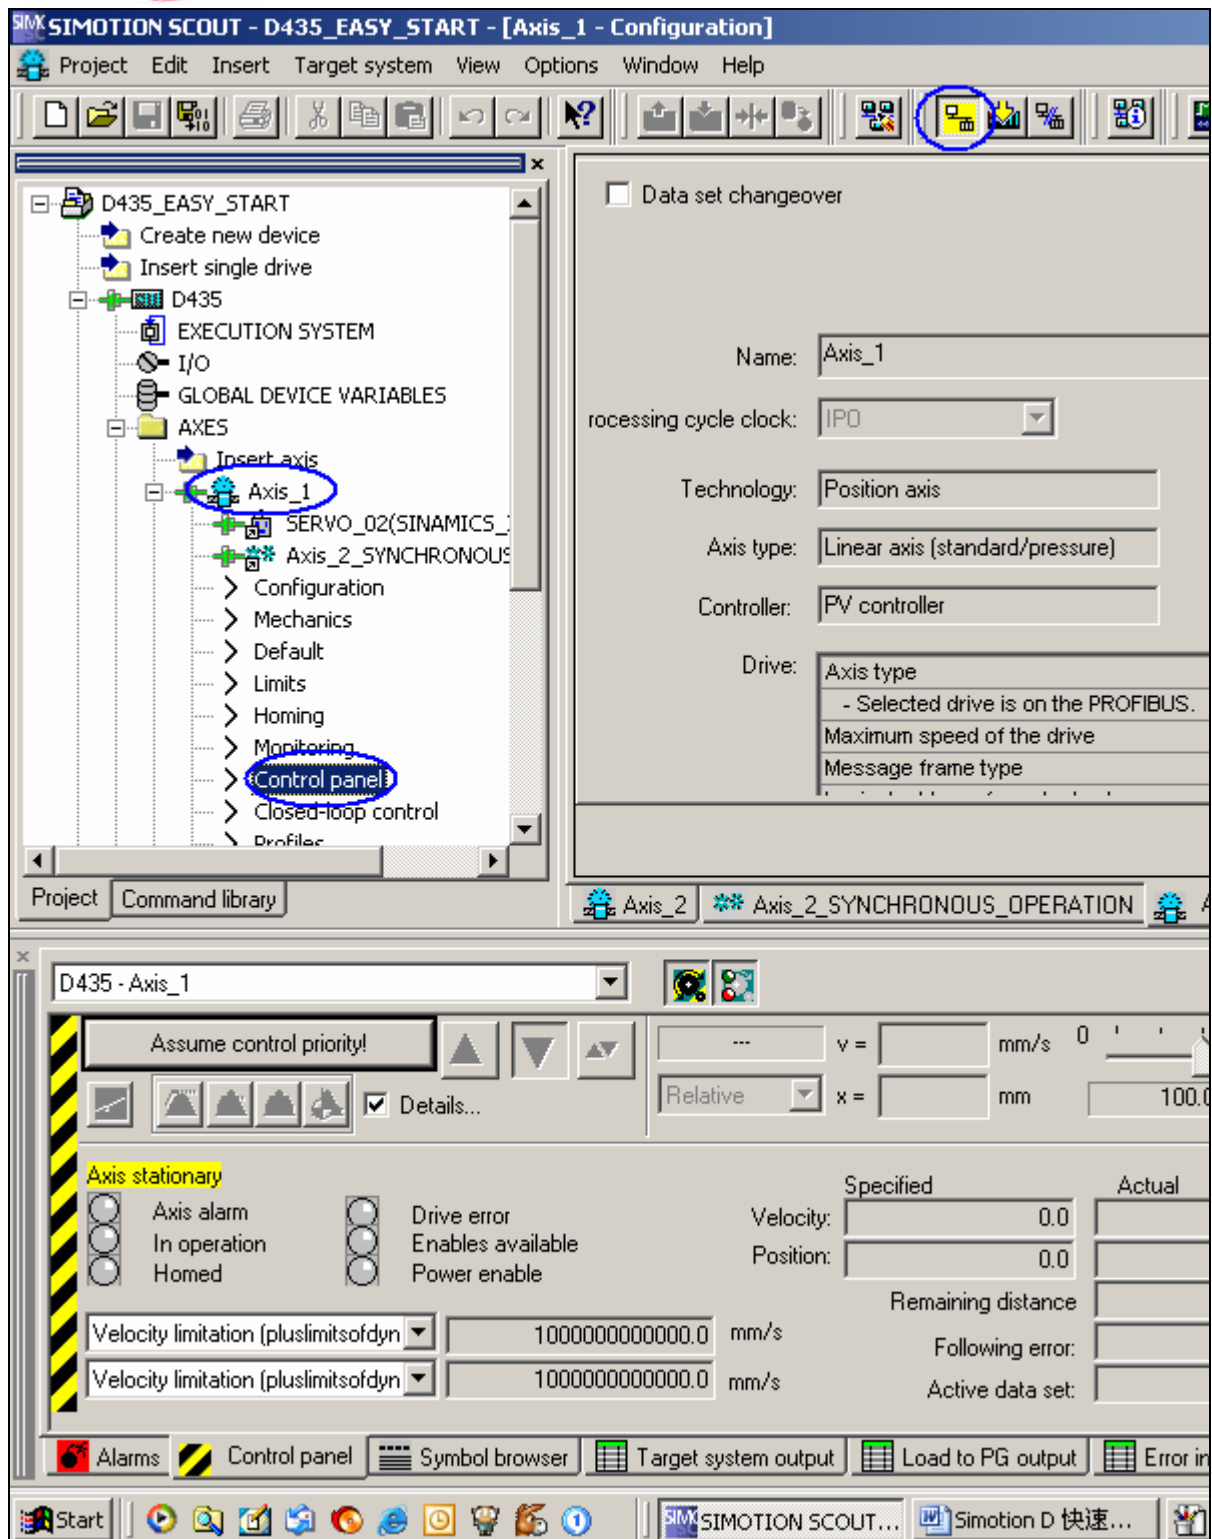 SIMOTION SCOUT - D435_EASY_START - [Axis_1 - Configuration]
Project Edit Insert Target system View Options Window Help
D435_EASY_START
Create new device
Insert single drive
D435
EXECUTION SYSTEM
I/O
GLOBAL DEVICE VARIABLES
AXES
Insert axis
Axis_1
SERVO_02(SINAMICS_
Axis_2_SYNCHRONOUS
Configuration
Mechanics
Default
Limits
Homing
Monitoring
Control panel
Closed-loop control
Profiles
Project Command library
Data set changeover
Name: Axis_1
rocessing cycle clock: IPO
Technology: Position axis
Axis type: Linear axis (standard/pressure)
Controller: PV controller
Drive: Axis type
- Selected drive is on the PROFIBUS.
Maximum speed of the drive
Message frame type
Axis_2 Axis_2_SYNCHRONOUS_OPERATION A
D435 - Axis_1
Assume control priority!
--- v = mm/s 0
Details...
Relative x = mm 100.0
Axis stationary
Axis alarm
In operation
Homed
Drive error
Enables available
Power enable
Specified Actual
Velocity: 0.0
Position: 0.0
Remaining distance
Following error:
Active data set:
Velocity limitation (pluslimitsofdyn 1000000000000.0 mm/s
Velocity limitation (pluslimitsofdyn 1000000000000.0 mm/s
Alarms Control panel Symbol browser Target system output Load to PG output Error in
Start SIMOTION SCOUT... Simotion D 快速...